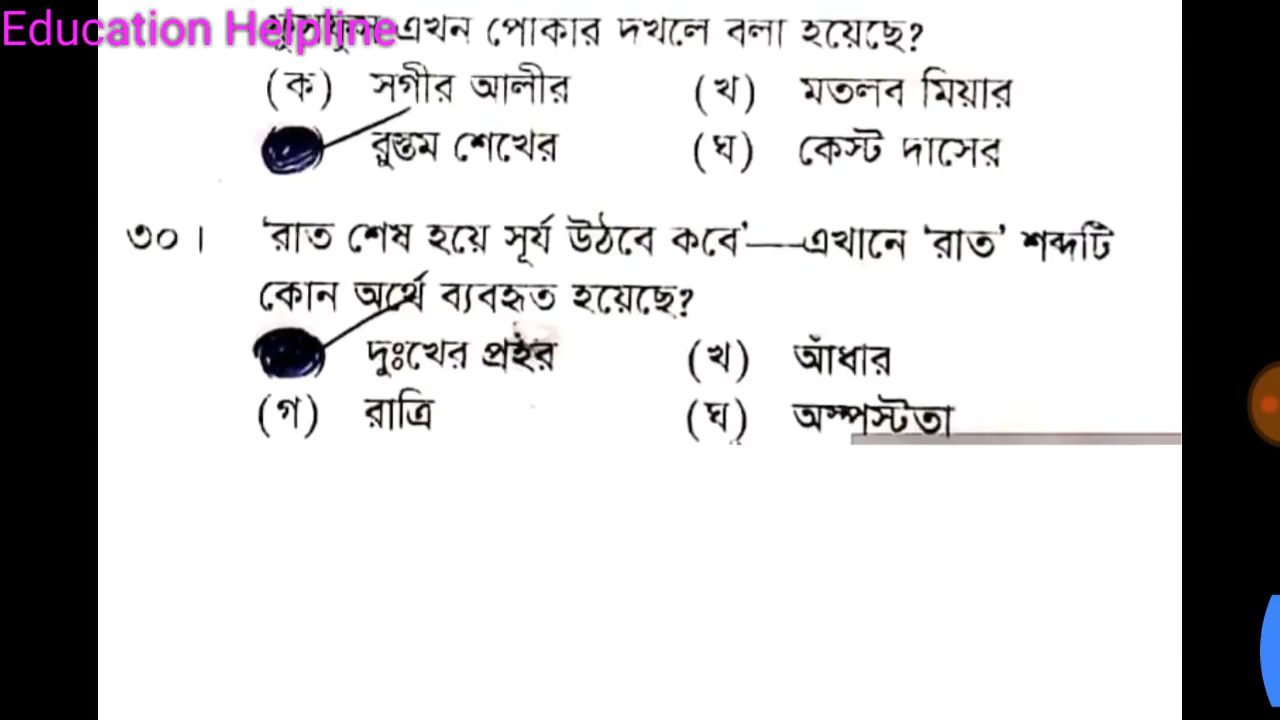 Education Helpline
এখন পোকার দখলে বলা হয়েছে?
(ক) সগীর আলীর (খ) মতলব মিয়ার
রুস্তম শেখের (ঘ) কেস্ট দাসের
৩০। ‘রাত শেষ হয়ে সূর্য উঠবে কবে’—এখানে ‘রাত’ শব্দটি
কোন অর্থে ব্যবহৃত হয়েছে?
দুঃখের প্রহর (খ) আঁধার
(গ) রাত্রি (ঘ) অস্পস্টতা